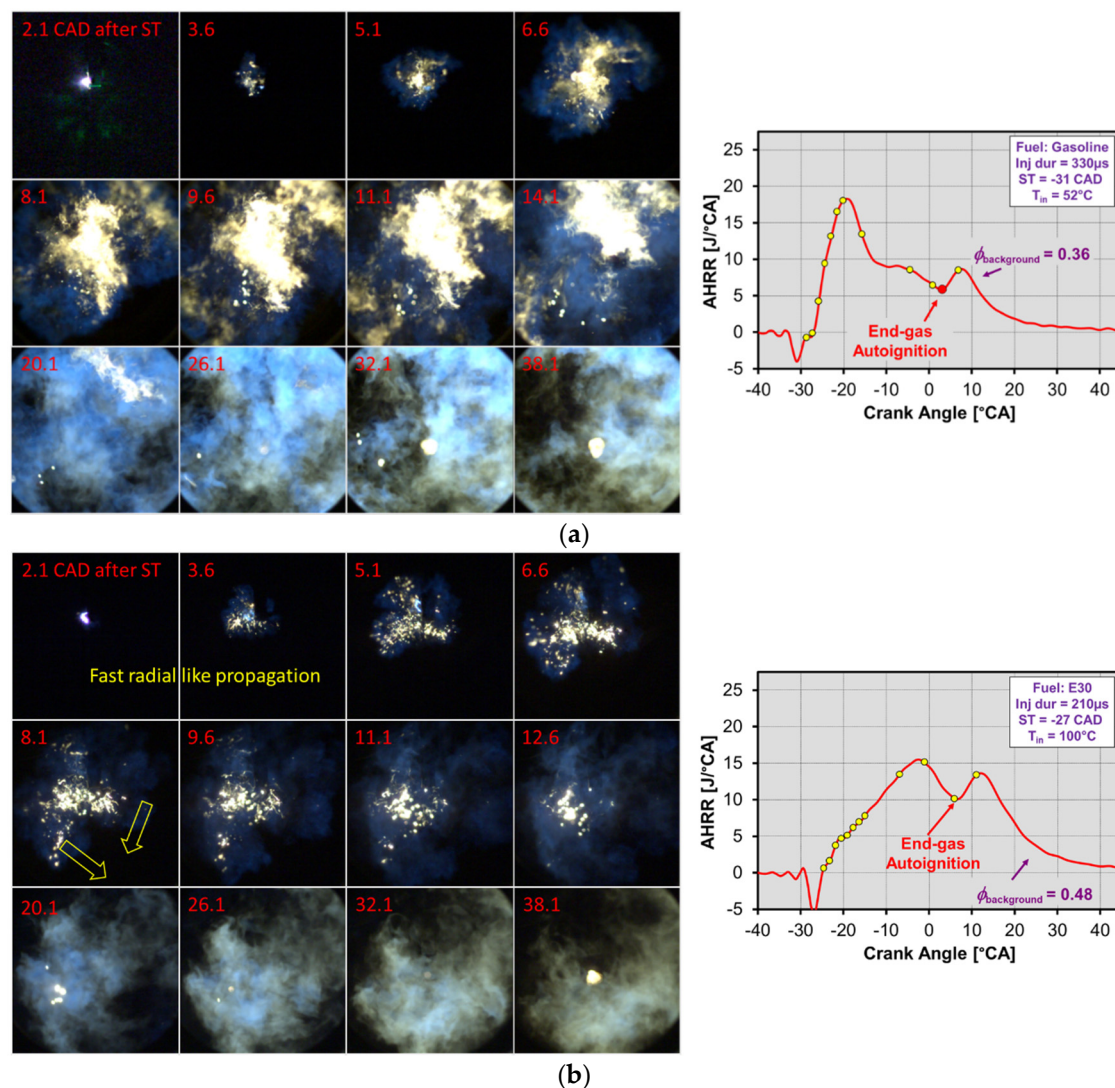 2.1 CAD after ST
3.6
5.1
6.6
8.1
9.6
11.1
14.1
20.1
26.1
32.1
38.1
AHRR [J/°CA]
25
20
15
10
5
0
-5
-40 -30 -20 -10 0 10 20 30 40
Crank Angle [°CA]
Fuel: Gasoline
Inj dur = 330µs
ST = -31 CAD
Tin = 52°C
ϕbackground = 0.36
End-gas
Autoignition
(a)
2.1 CAD after ST
3.6
5.1
6.6
Fast radial like propagation
8.1
9.6
11.1
12.6
20.1
26.1
32.1
38.1
AHRR [J/°CA]
25
20
15
10
5
0
-5
-40 -30 -20 -10 0 10 20 30 40
Crank Angle [°CA]
Fuel: E30
Inj dur = 210µs
ST = -27 CAD
Tin = 100°C
End-gas
Autoignition
ϕbackground = 0.48
(b)